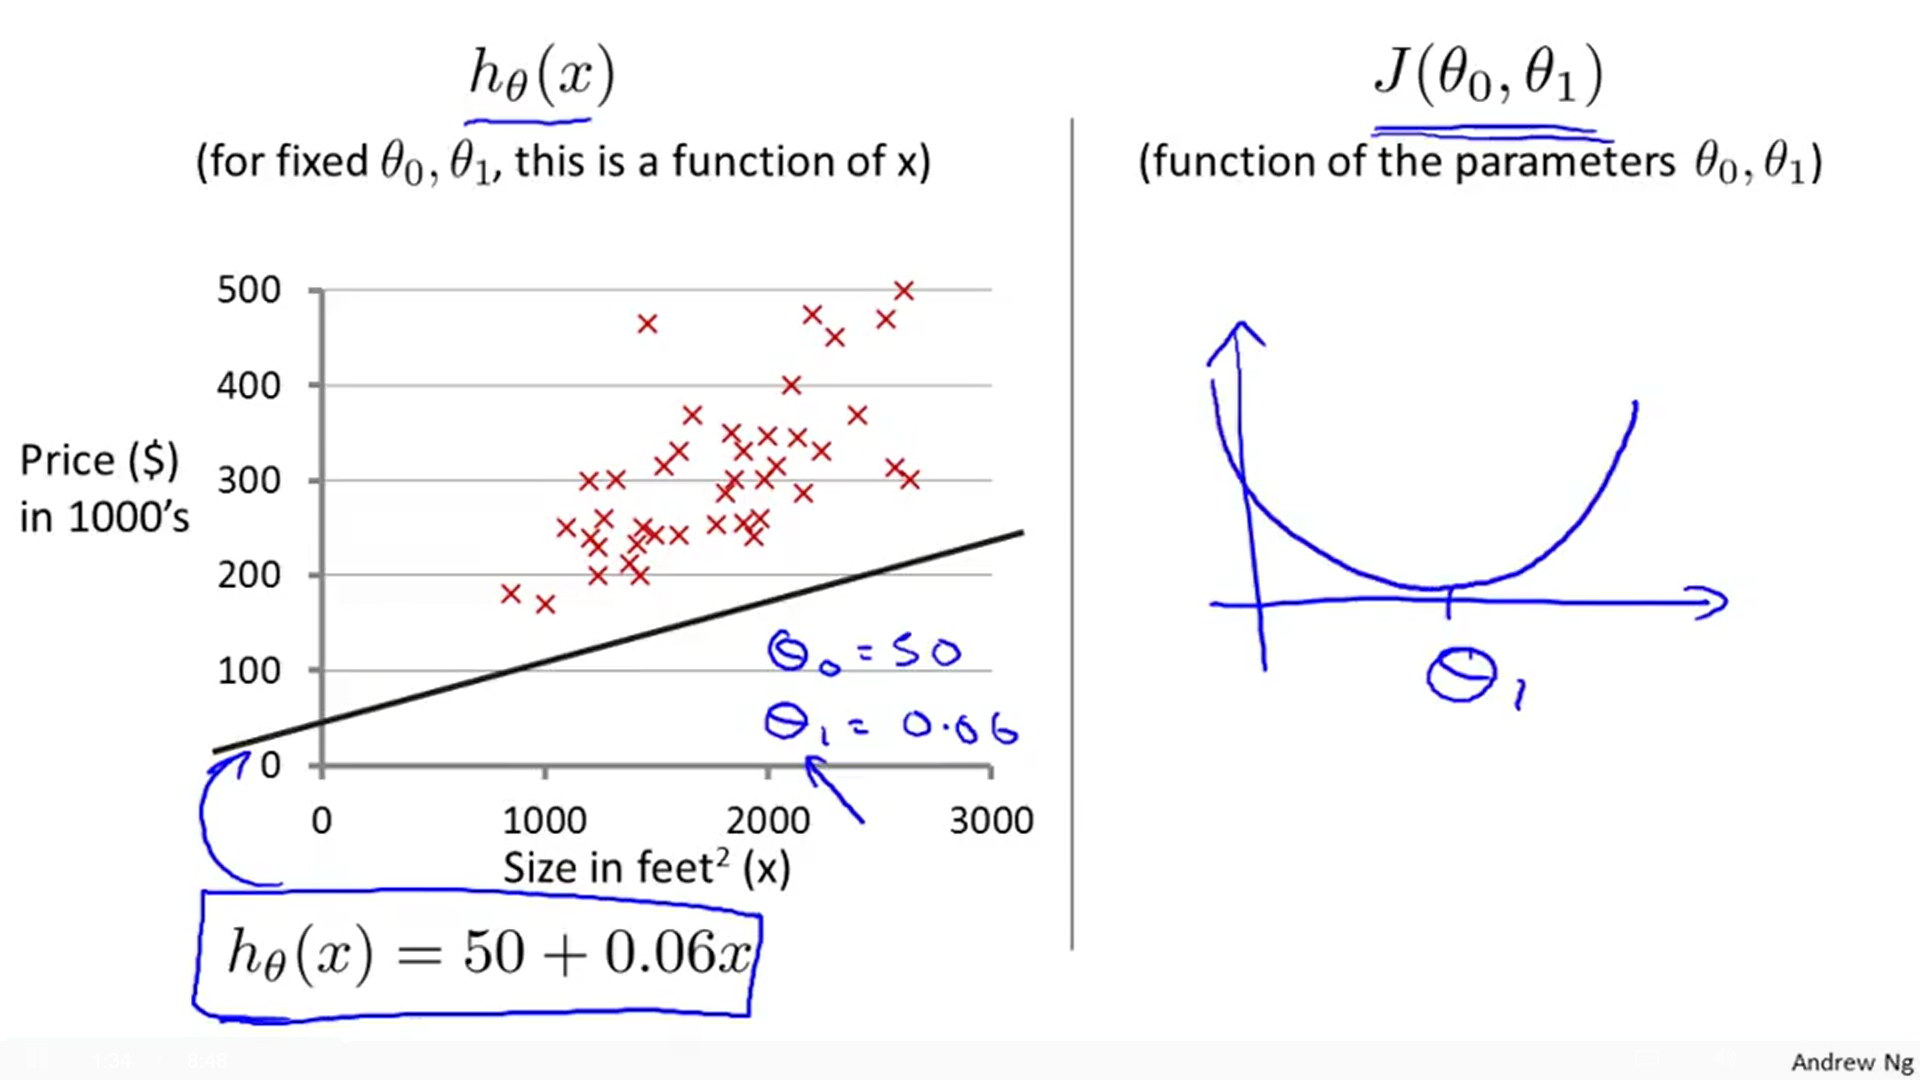 h_θ(x)
(for fixed θ₀, θ₁, this is a function of x)
500
400
300
200
100
0
Price ($)
in 1000’s
Θ₀ = 50
Θ₁ = 0.06
0 1000 2000 3000
Size in feet² (x)
h_θ(x) = 50 + 0.06x
J(θ₀, θ₁)
(function of the parameters θ₀, θ₁)
Θ₁
Andrew Ng